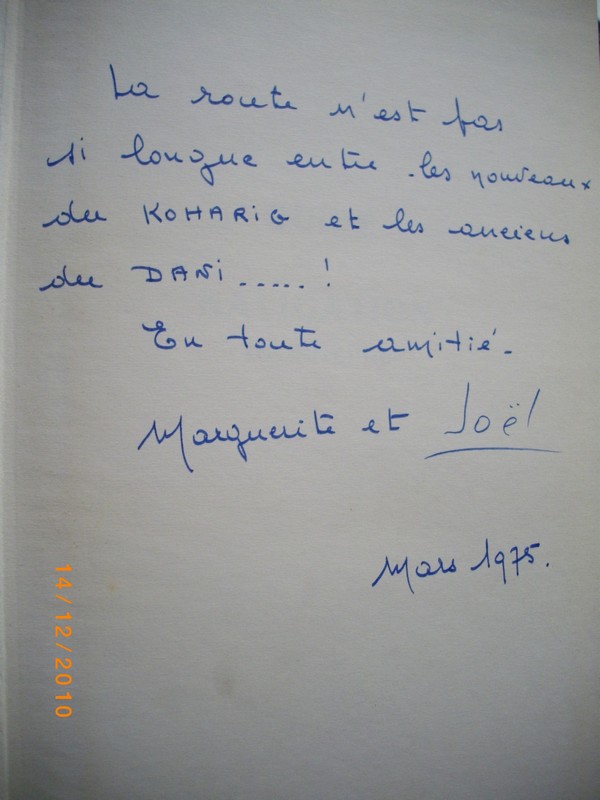 La route n'est pas
si longue entre les nouveaux
du KOHARIG et les anciens
du DANI.....!
En toute amitié.
Marguerite et Joël
Mars 1975.
14/12/2010